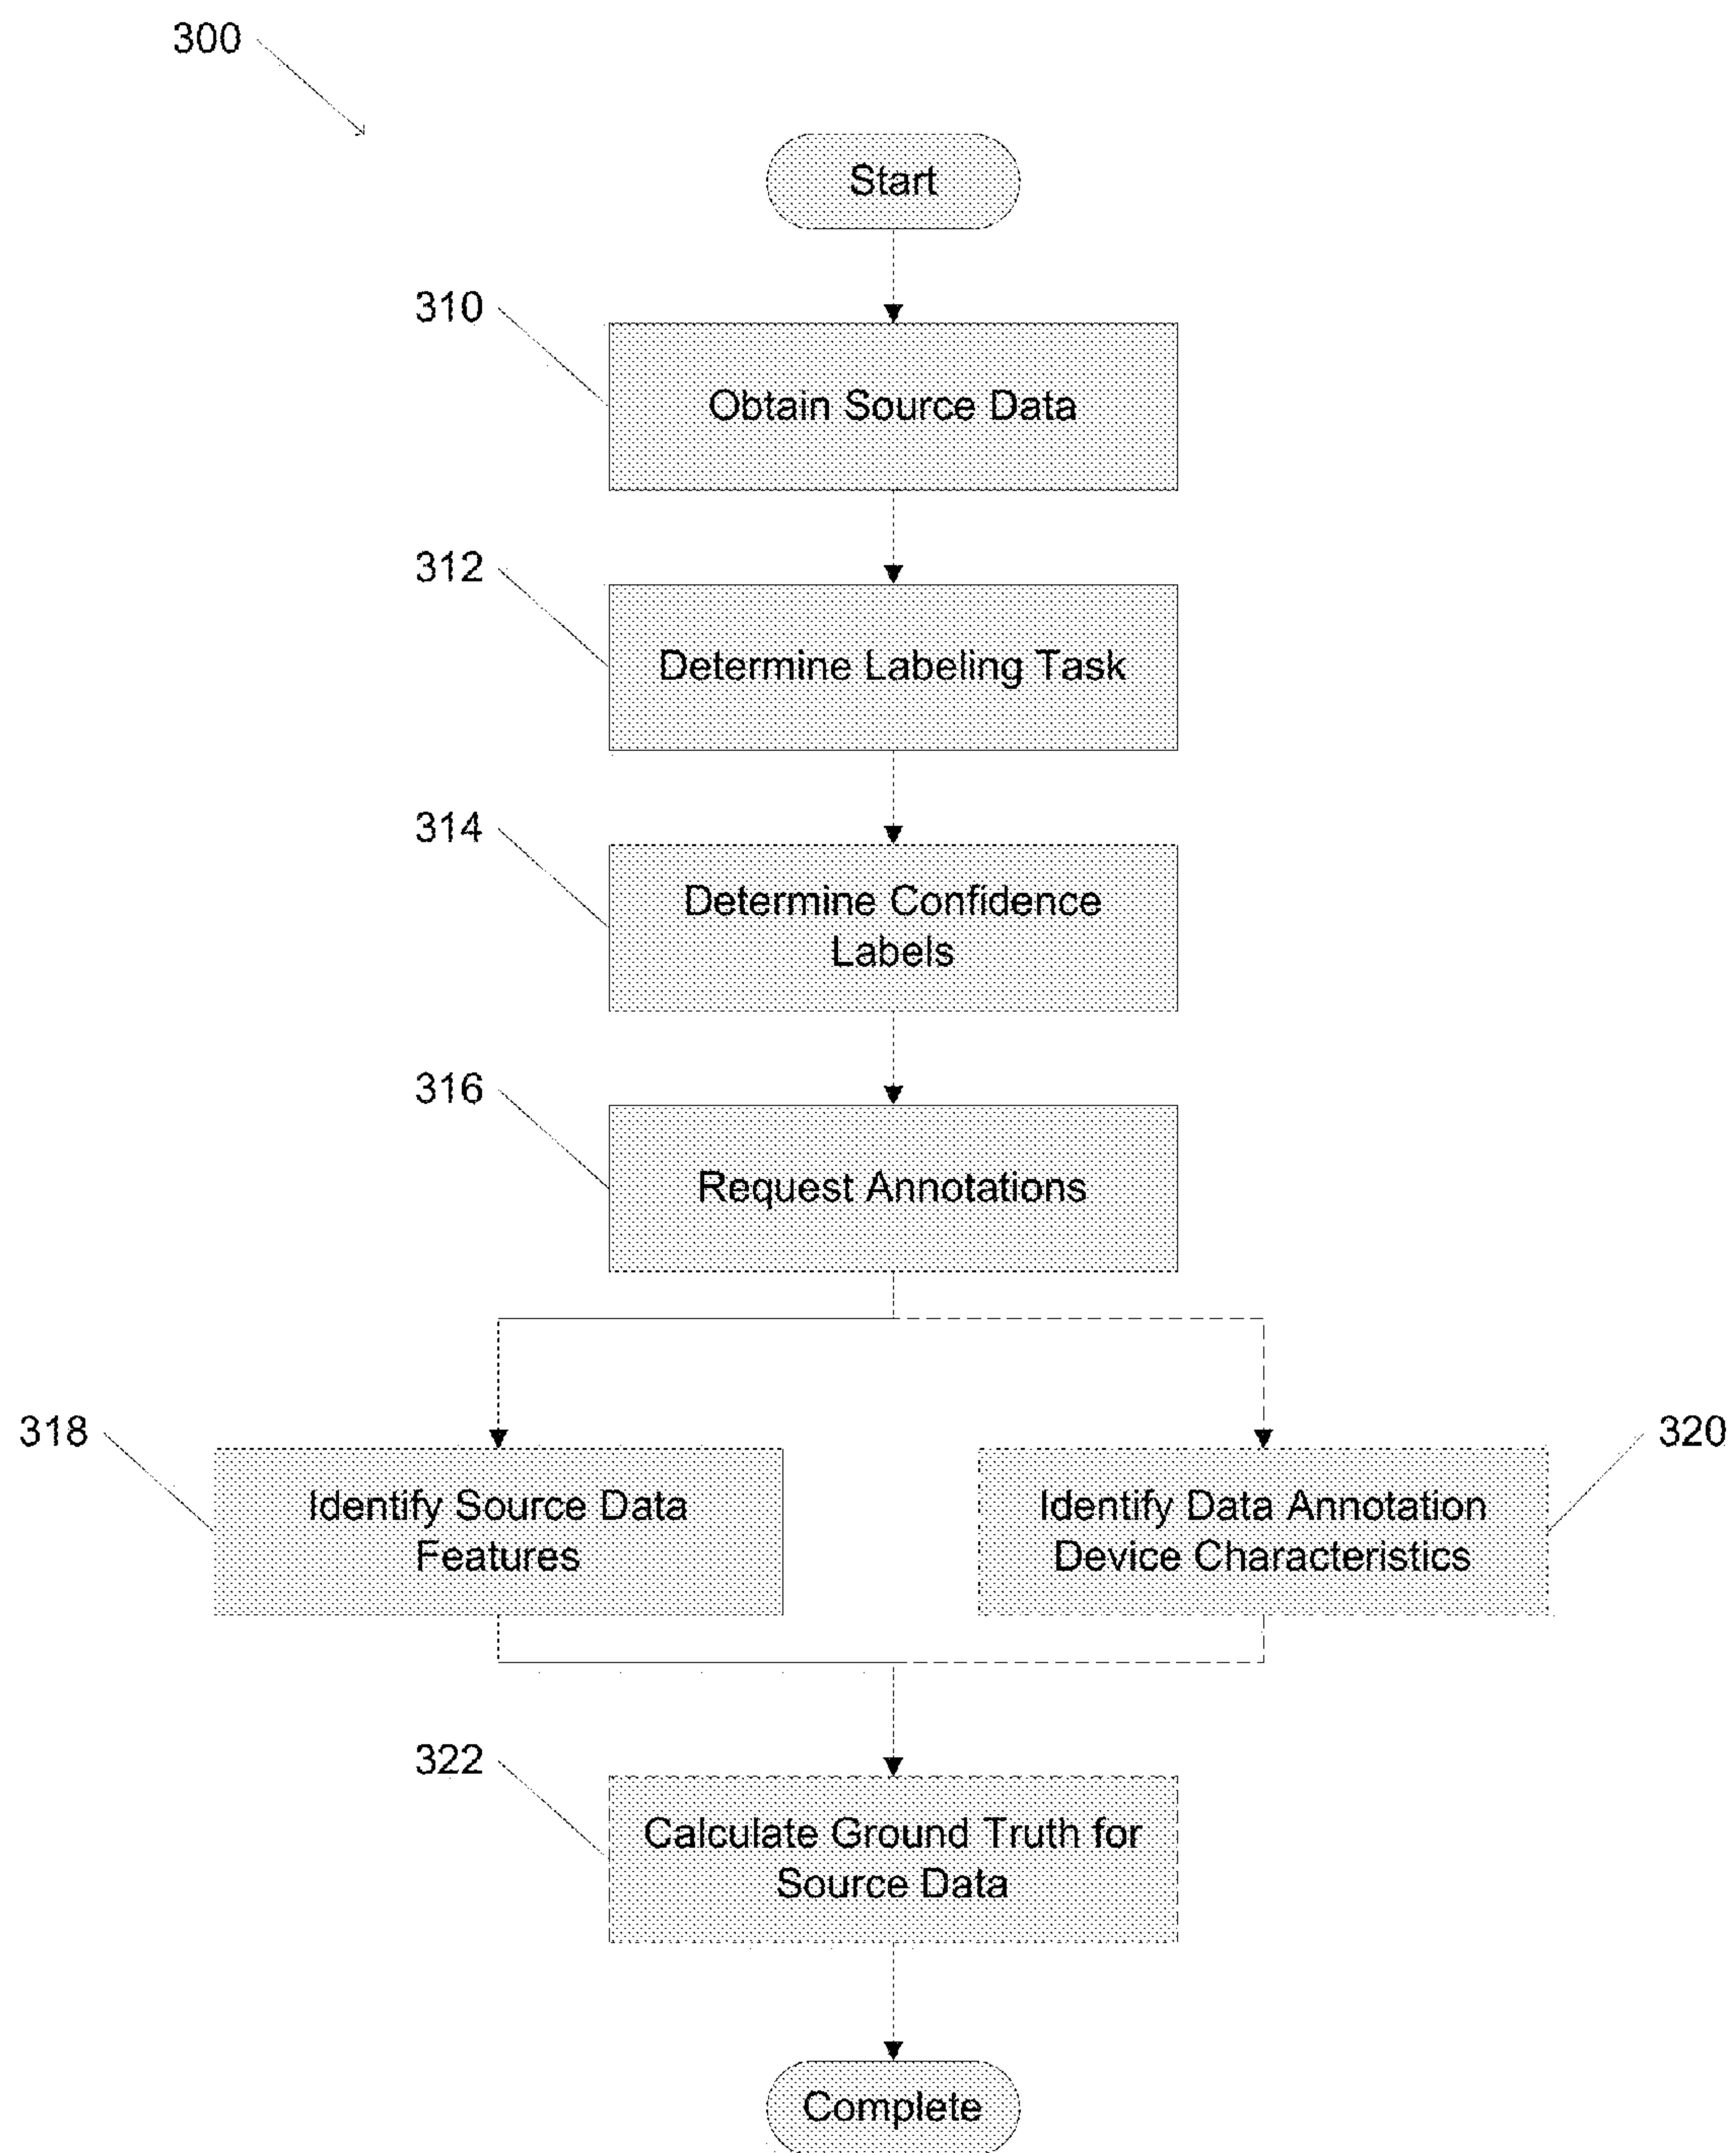 300
Start
310
Obtain Source Data
312
Determine Labeling Task
314
Determine Confidence
Labels
316
Request Annotations
318
Identify Source Data
Features
320
Identify Data Annotation
Device Characteristics
322
Calculate Ground Truth for
Source Data
Complete